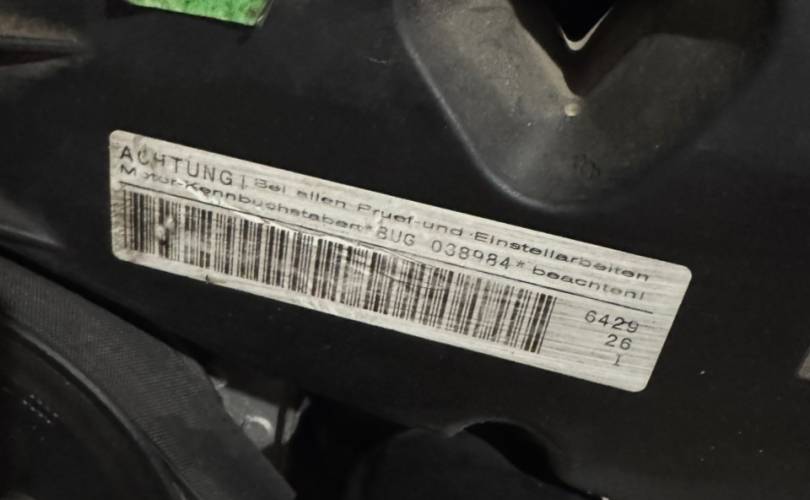 ACHTUNG! Bei allen Pruef-und Einstellarbeiten
Motor-Kennbuchstaben *BUG 038984* beachten!
6429
26
1